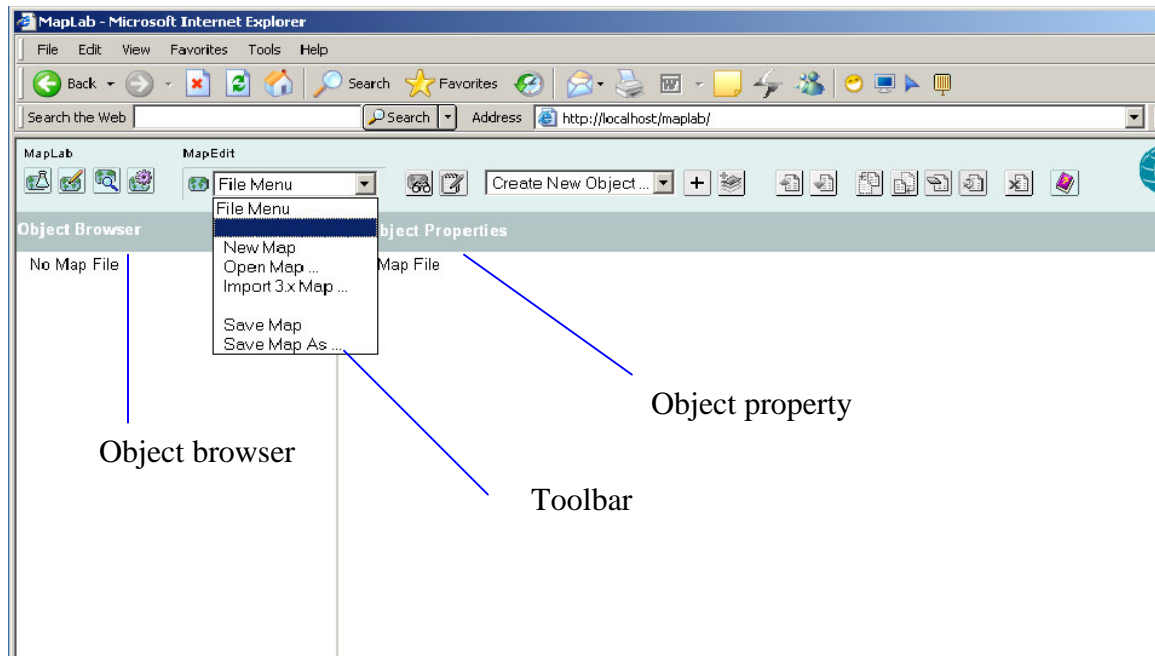 MapLab - Microsoft Internet Explorer
File Edit View Favorites Tools Help
Back Search Favorites
Search the Web Search Address http://localhost/maplab/
MapLab MapEdit
File Menu Create New Object ...
File Menu
Object Browser bject Properties
New Map
No Map File Open Map ... Map File
Import 3.x Map ...
Save Map
Save Map As ...
Object property
Object browser
Toolbar